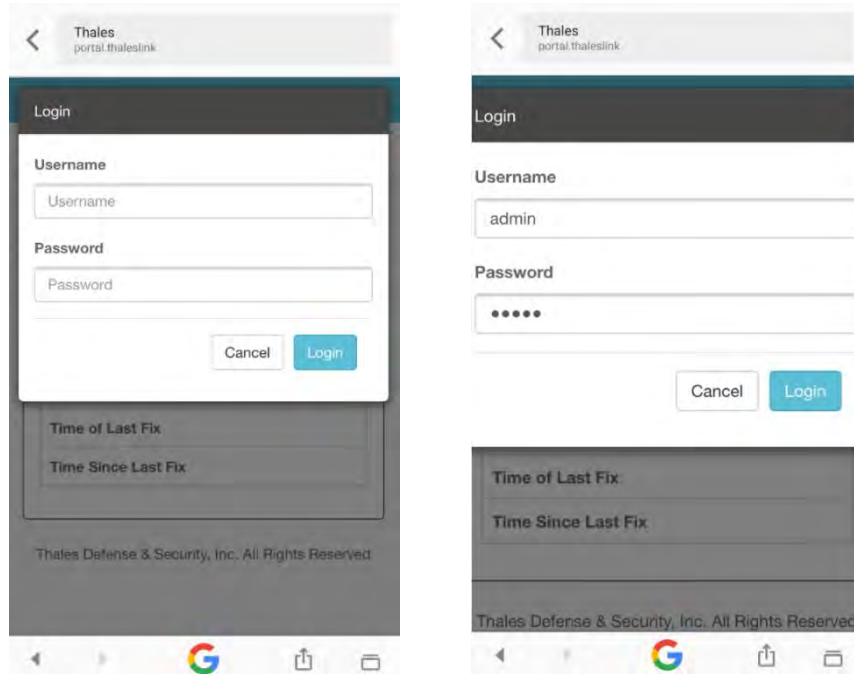 Thales
portal.thaleslink
Login
Username
Username
Password
Password
Cancel
Login
Time of Last Fix
Time Since Last Fix
Thales Defense & Security, Inc. All Rights Reserved
Thales
portal.thaleslink
Login
Username
admin
Password
•••••
Cancel
Login
Time of Last Fix
Time Since Last Fix
Thales Defense & Security, Inc. All Rights Reserved